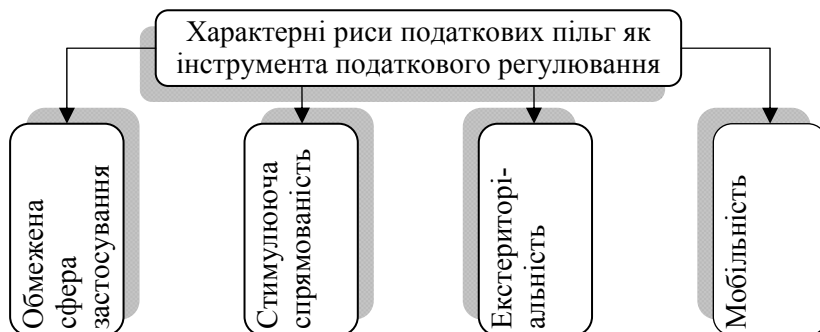 Характерні риси податкових пільг як
інструмента податкового регулювання
Обмежена
сфера
застосування
Стимулююча
спрямованість
Екстериторі-
альність
Мобільність